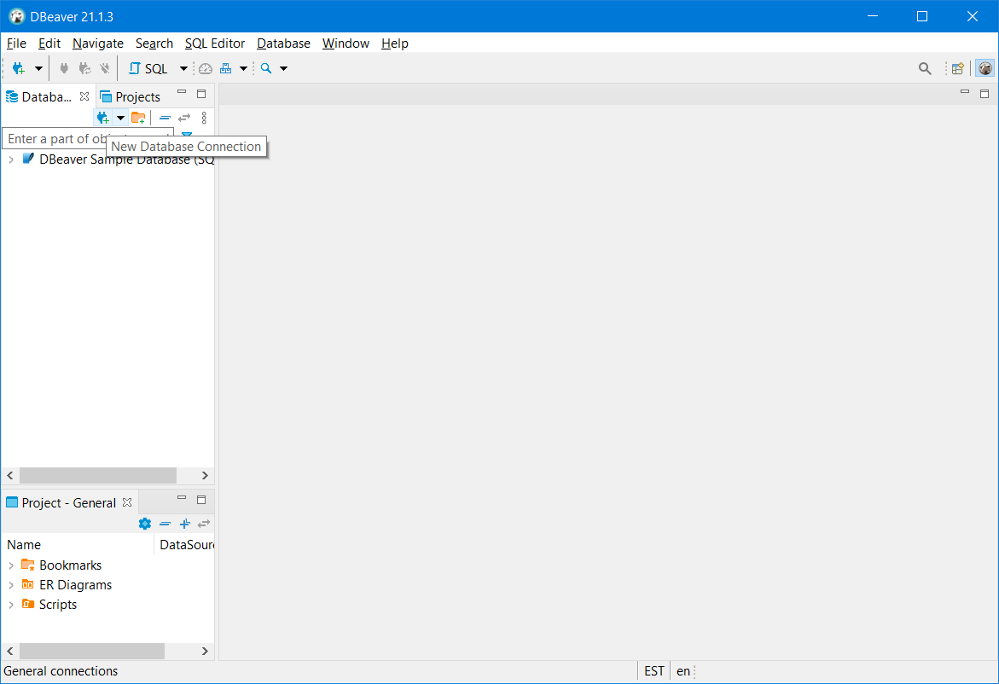 DBeaver 21.1.3
File Edit Navigate Search SQL Editor Database Window Help
SQL
Databa... Projects
Enter a part of
New Database Connection
DBeaver Sample Database (SQ
Project - General
Name DataSour
Bookmarks
ER Diagrams
Scripts
General connections EST en